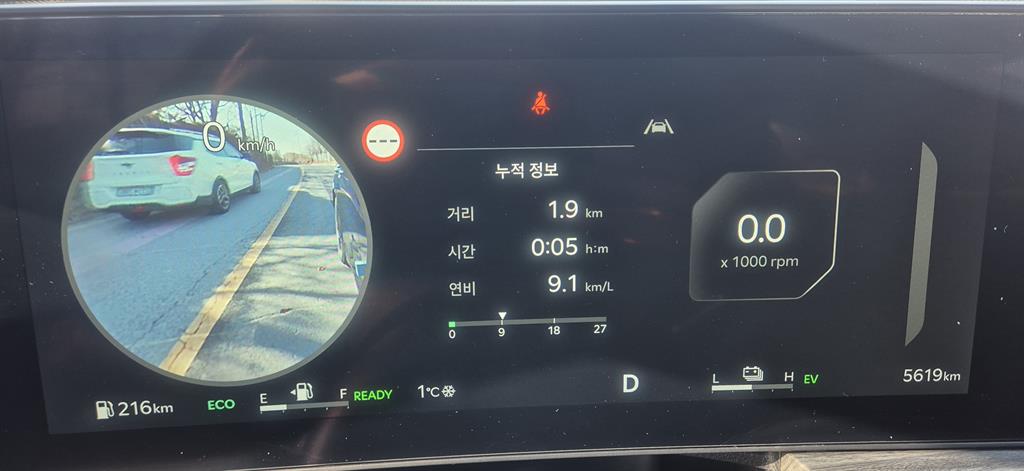 0 km/h
누적 정보
거리 1.9 km
시간 0:05 h:m
연비 9.1 km/L
0 9 18 27
0.0
x 1000 rpm
216km ECO E F READY 1°C D L H EV 5619km